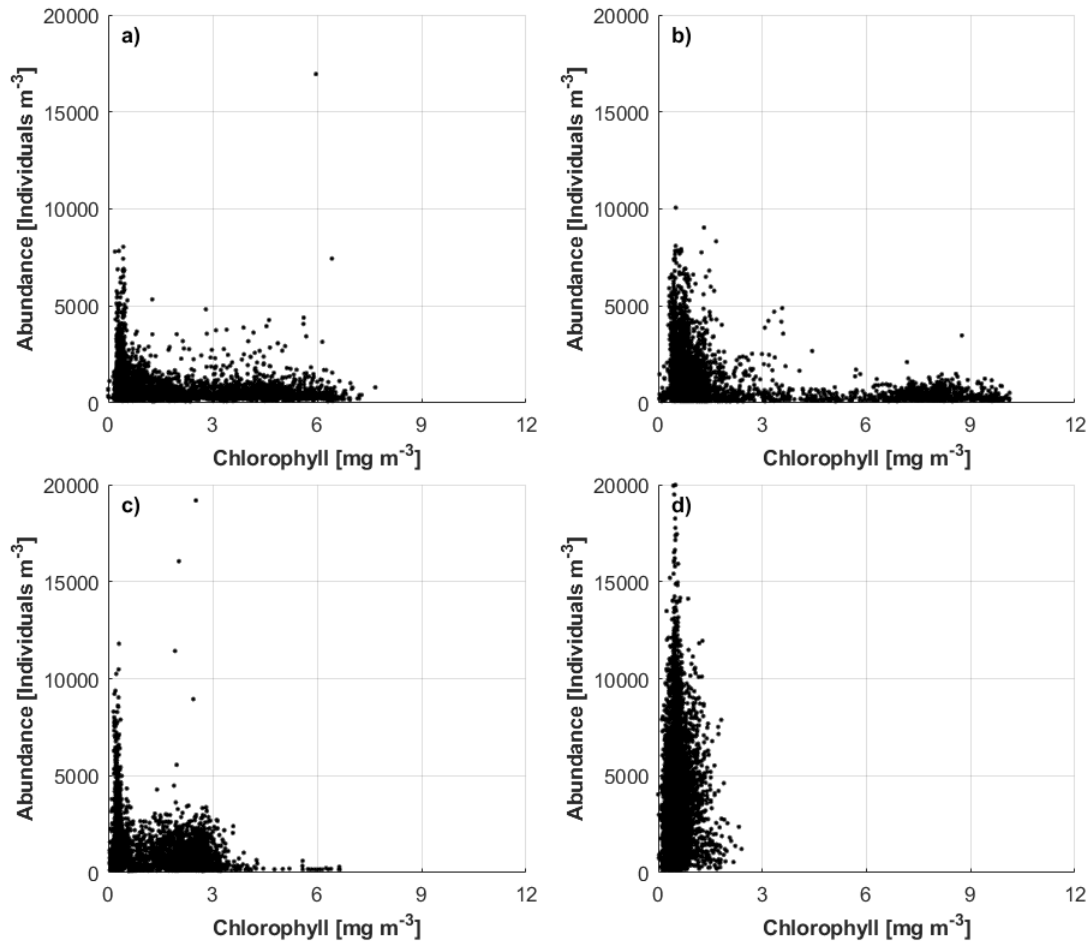 a)
20000
15000
10000
5000
0
Abundance [Individuals m⁻³]
0 3 6 9 12
Chlorophyll [mg m⁻³]
b)
20000
15000
10000
5000
0
Abundance [Individuals m⁻³]
0 3 6 9 12
Chlorophyll [mg m⁻³]
c)
20000
15000
10000
5000
0
Abundance [Individuals m⁻³]
0 3 6 9 12
Chlorophyll [mg m⁻³]
d)
20000
15000
10000
5000
0
Abundance [Individuals m⁻³]
0 3 6 9 12
Chlorophyll [mg m⁻³]